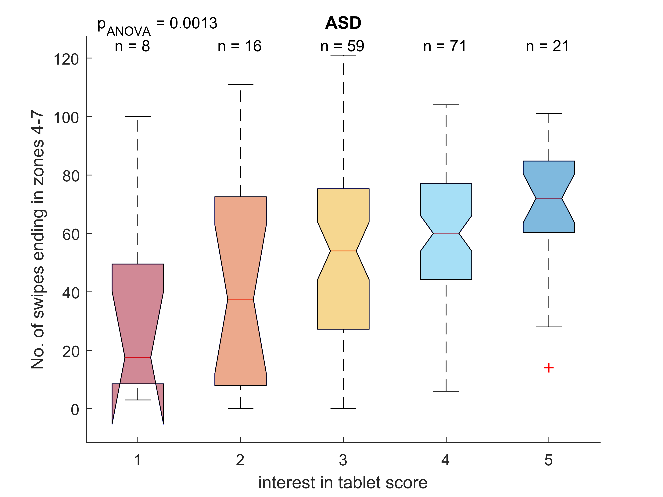 pANOVA = 0.0013
ASD
n = 8
n = 16
n = 59
n = 71
n = 21
No. of swipes ending in zones 4-7
120
100
80
60
40
20
0
1
2
3
4
5
interest in tablet score